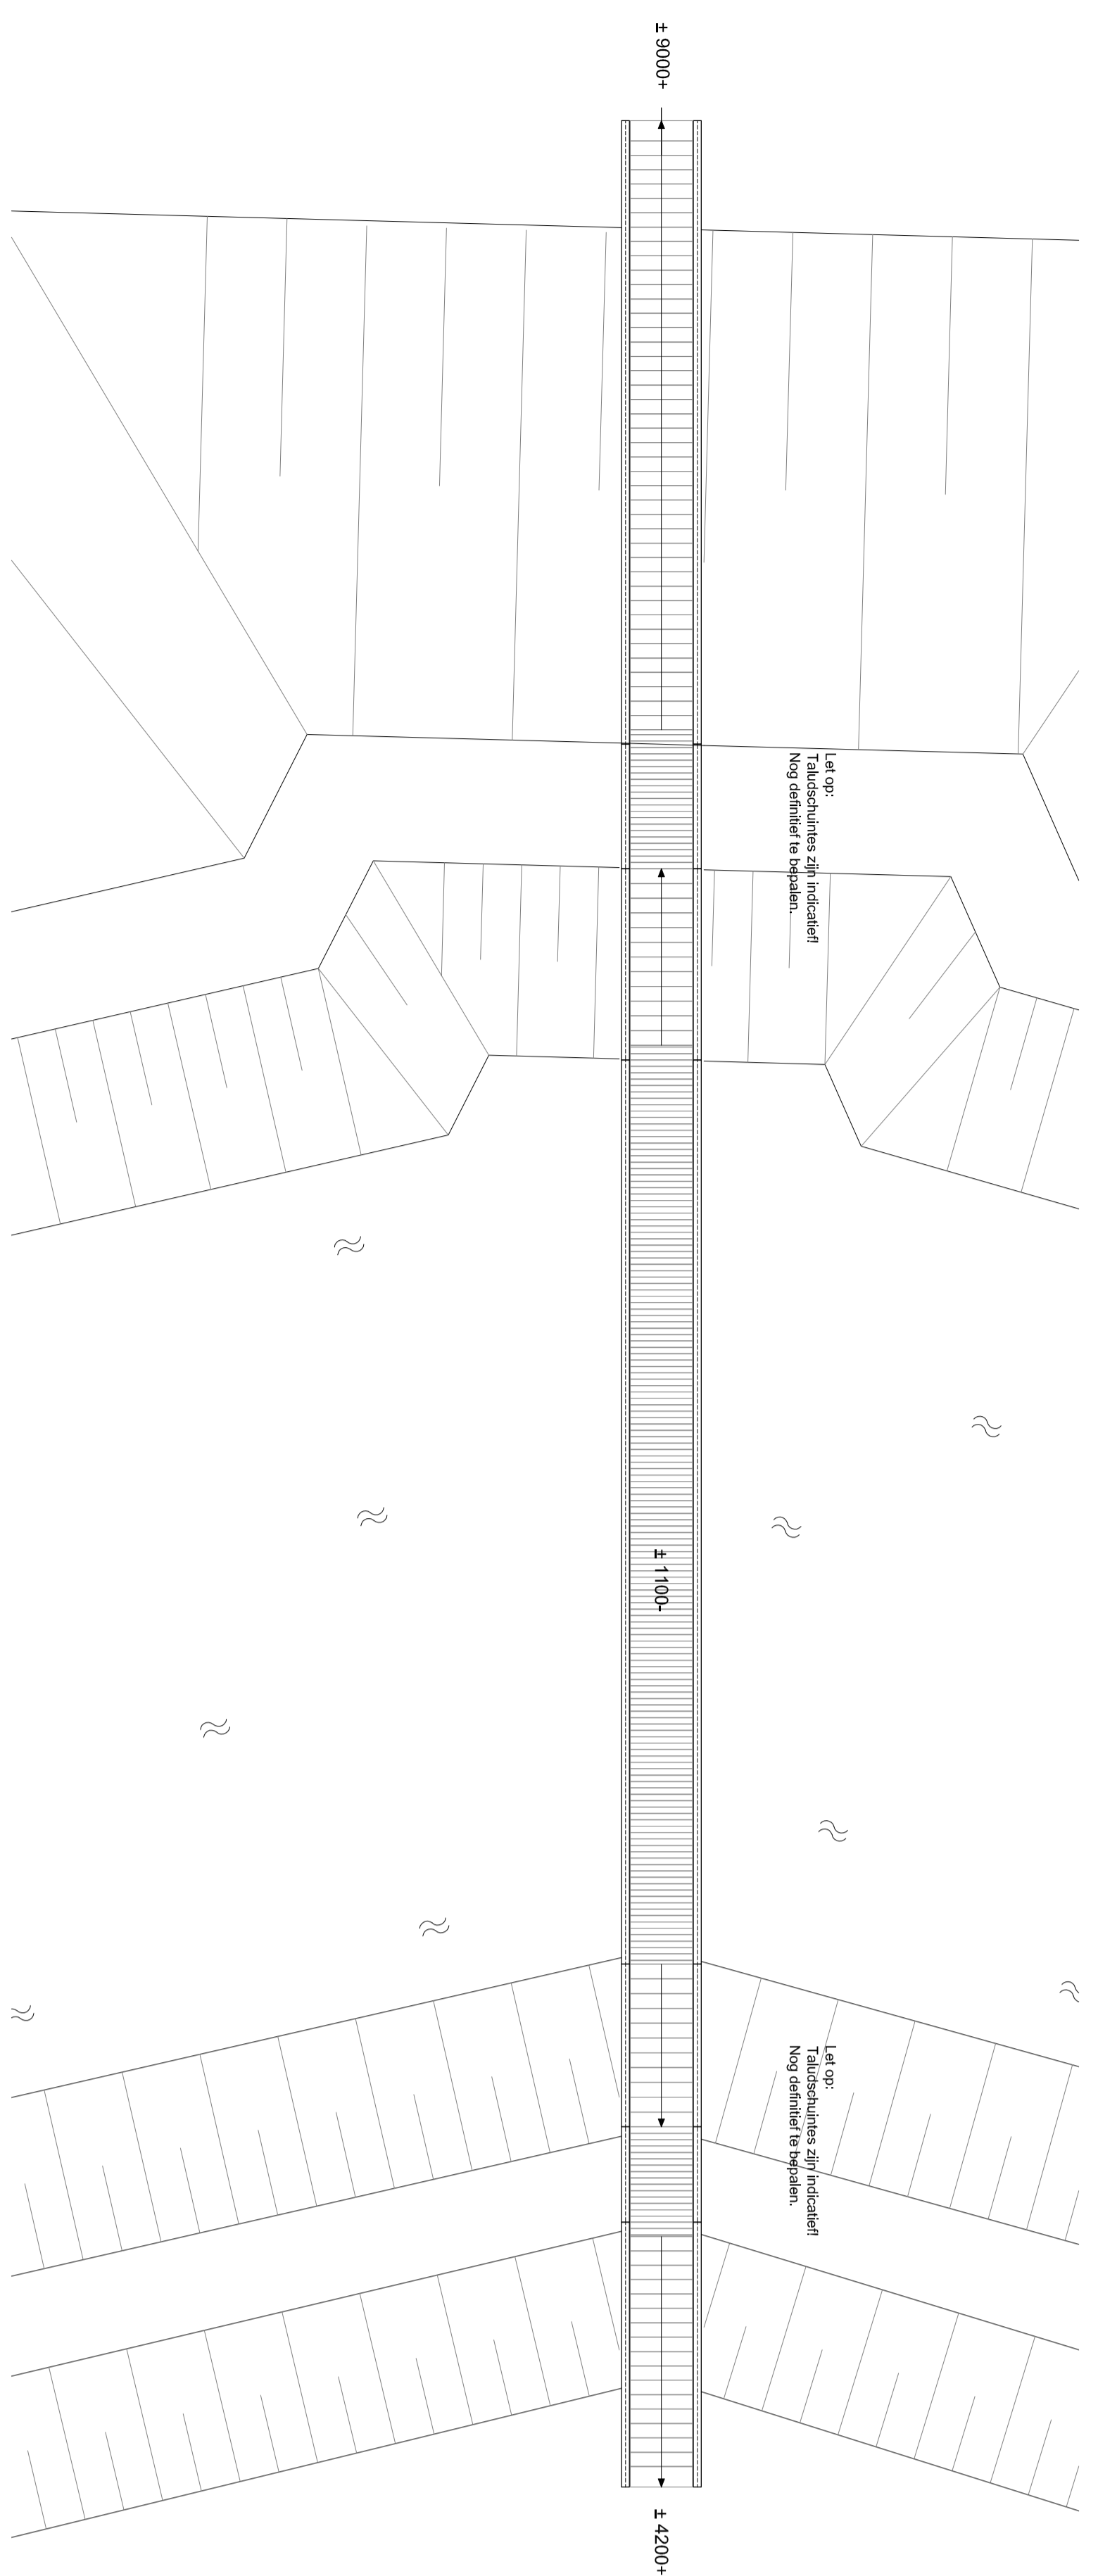 ± 9000+
Let op:
Taludschuintes zijn indicatief!
Nog definitief te bepalen.
± 1100-
Let op:
Taludschuintes zijn indicatief!
Nog definitief te bepalen.
± 4200+